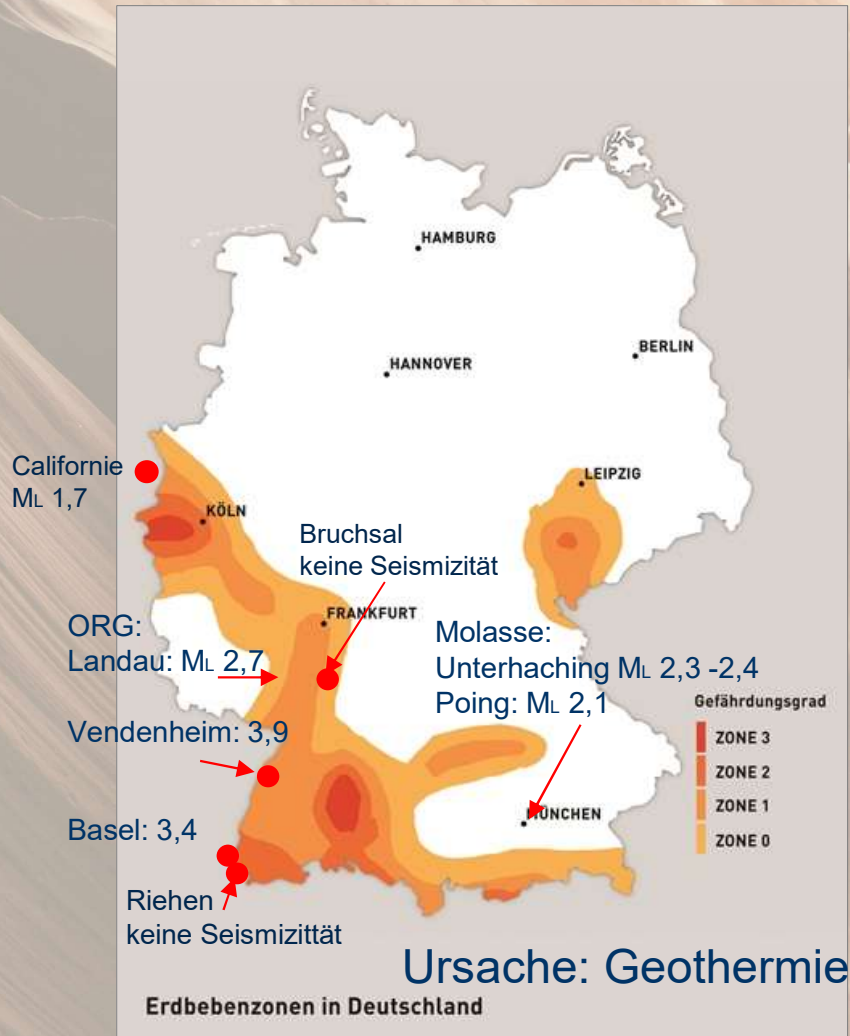 HAMBURG
BERLIN
HANNOVER
Californie
ML 1,7
LEIPZIG
KÖLN
Bruchsal
keine Seismizität
FRANKFURT
ORG:
Landau: ML 2,7
Molasse:
Unterhaching ML 2,3 -2,4
Poing: ML 2,1
Gefährdungsgrad
ZONE 3
ZONE 2
ZONE 1
ZONE 0
Vendenheim: 3,9
MÜNCHEN
Basel: 3,4
Riehen
keine Seismizittät
Ursache: Geothermie
Erdbebenzonen in Deutschland